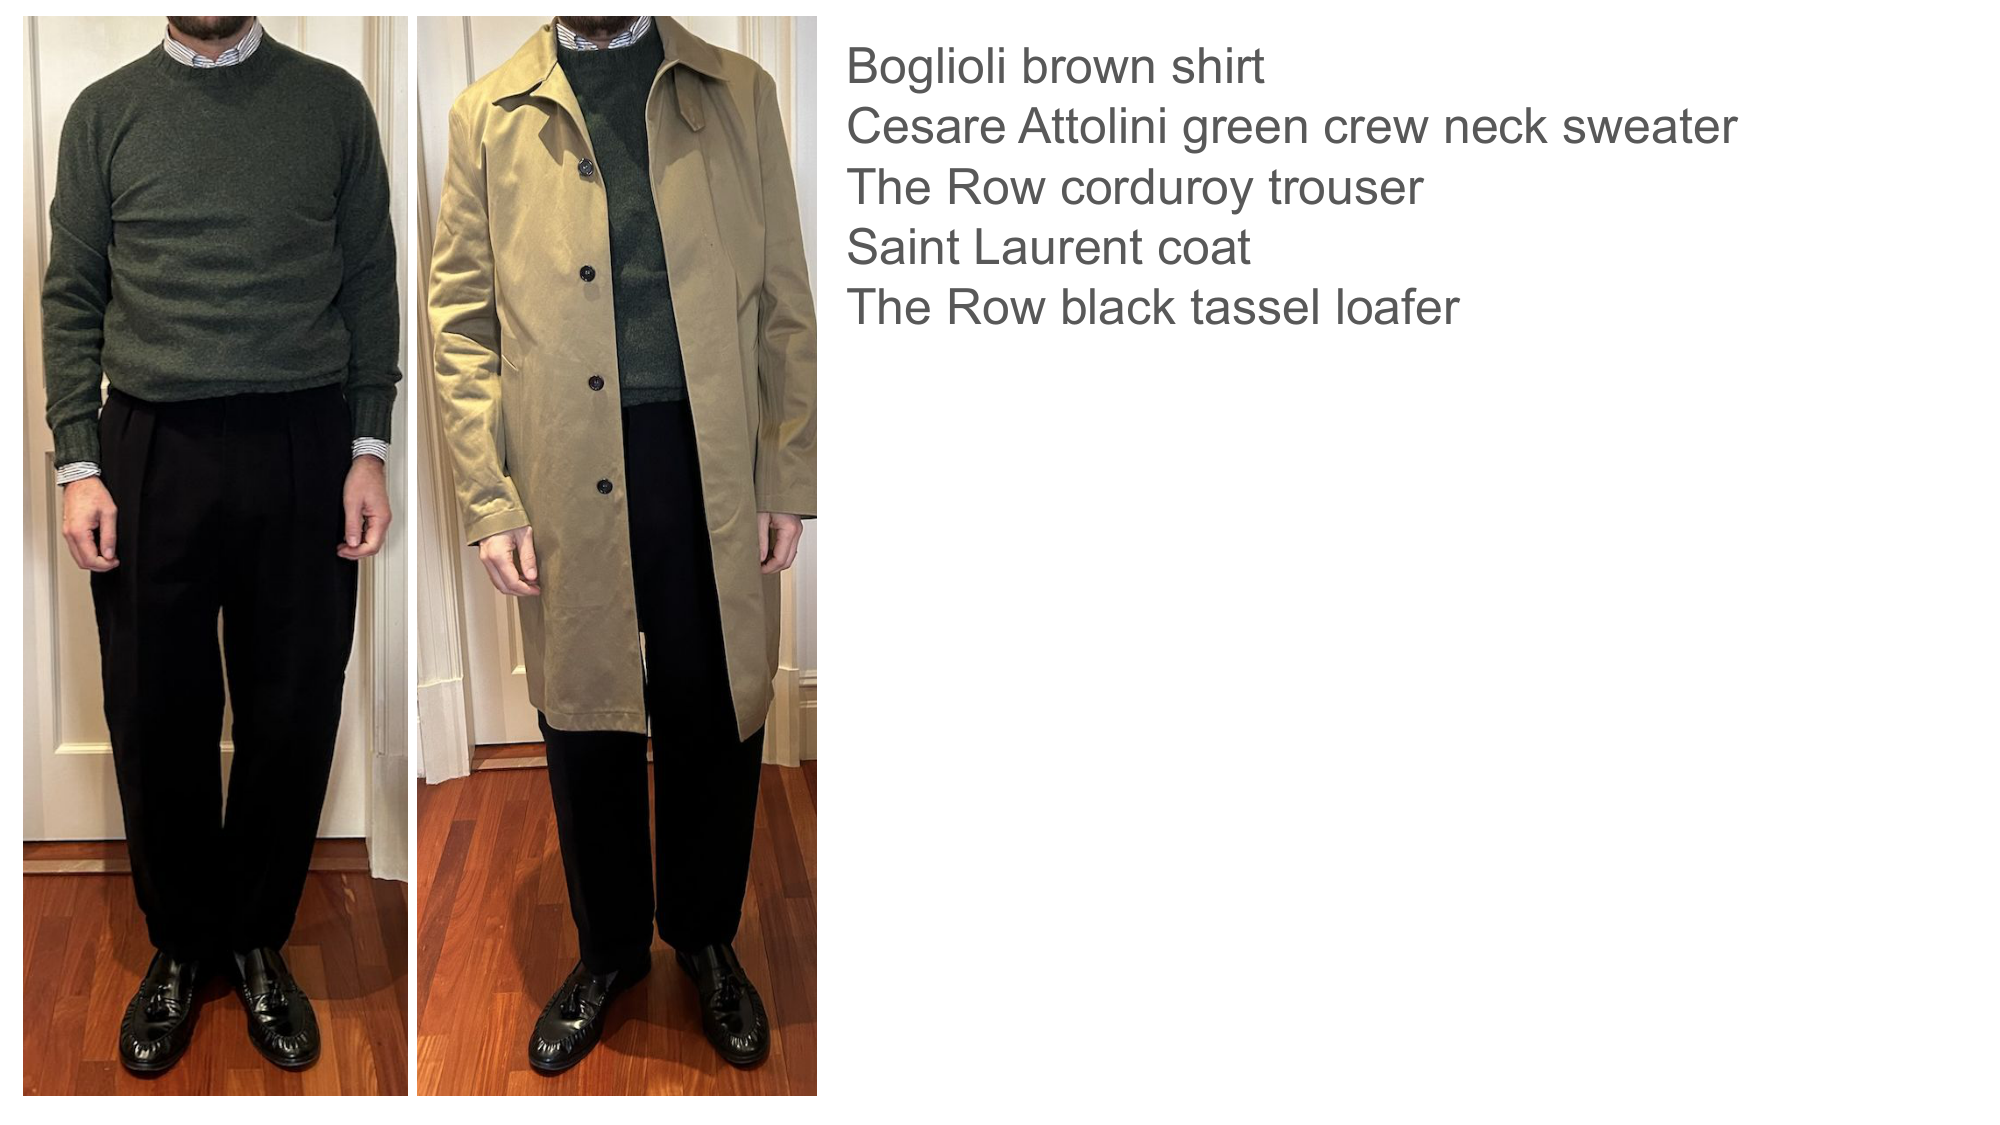 Boglioli brown shirt
Cesare Attolini green crew neck sweater
The Row corduroy trouser
Saint Laurent coat
The Row black tassel loafer